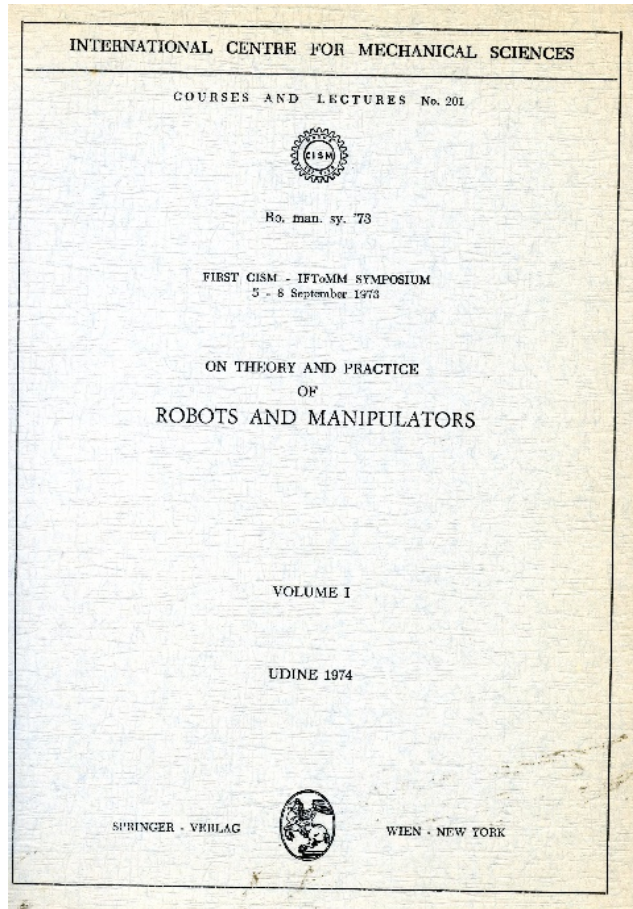 INTERNATIONAL CENTRE FOR MECHANICAL SCIENCES
COURSES AND LECTURES No. 201
CISM
Ro. man. sy. '73
FIRST CISM - IFToMM SYMPOSIUM
5 - 8 September 1973
ON THEORY AND PRACTICE
OF
ROBOTS AND MANIPULATORS
VOLUME I
UDINE 1974
SPRINGER - VERLAG
WIEN - NEW YORK